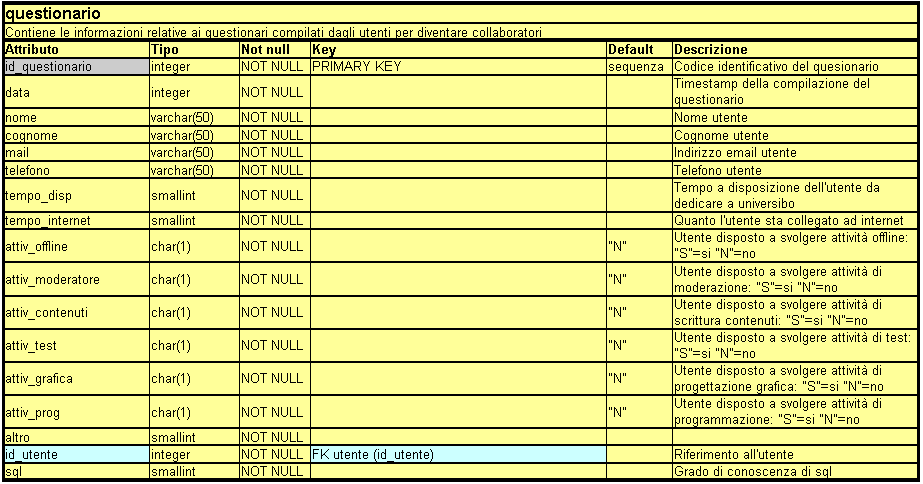 questionario
Contiene le informazioni relative ai questionari compilati dagli utenti per diventare collaboratori
Attributo Tipo Not null Key Default Descrizione
id_questionario integer NOT NULL PRIMARY KEY sequenza Codice identificativo del quesionario
data integer NOT NULL Timestamp della compilazione del
questionario
nome varchar(50) NOT NULL Nome utente
cognome varchar(50) NOT NULL Cognome utente
mail varchar(50) NOT NULL Indirizzo email utente
telefono varchar(50) NOT NULL Telefono utente
tempo_disp smallint NOT NULL Tempo a disposizione dell'utente da
dedicare a universibo
tempo_internet smallint NOT NULL Quanto l'utente sta collegato ad internet
attiv_offline char(1) NOT NULL "N" Utente disposto a svolgere attività offline:
"S"=si "N"=no
attiv_moderatore char(1) NOT NULL "N" Utente disposto a svolgere attività di
moderazione: "S"=si "N"=no
attiv_contenuti char(1) NOT NULL "N" Utente disposto a svolgere attività di
scrittura contenuti: "S"=si "N"=no
attiv_test char(1) NOT NULL "N" Utente disposto a svolgere attività di test:
"S"=si "N"=no
attiv_grafica char(1) NOT NULL "N" Utente disposto a svolgere attività di
progettazione grafica: "S"=si "N"=no
attiv_prog char(1) NOT NULL "N" Utente disposto a svolgere attività di
programmazione: "S"=si "N"=no
altro smallint NOT NULL
id_utente integer NOT NULL FK utente (id_utente) Riferimento all'utente
sql smallint NOT NULL Grado di conoscenza di sql